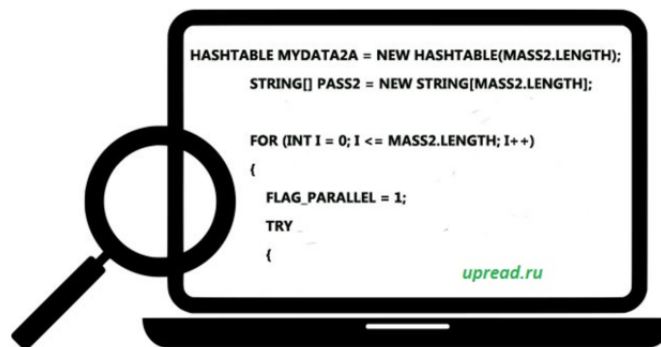 HASHTABLE MYDATA2A = NEW HASHTABLE(MASS2.LENGTH);
STRING[] PASS2 = NEW STRING[MASS2.LENGTH];
FOR (INT I = 0; I <= MASS2.LENGTH; I++)
{
FLAG_PARALLEL = 1;
TRY
{
upread.ru